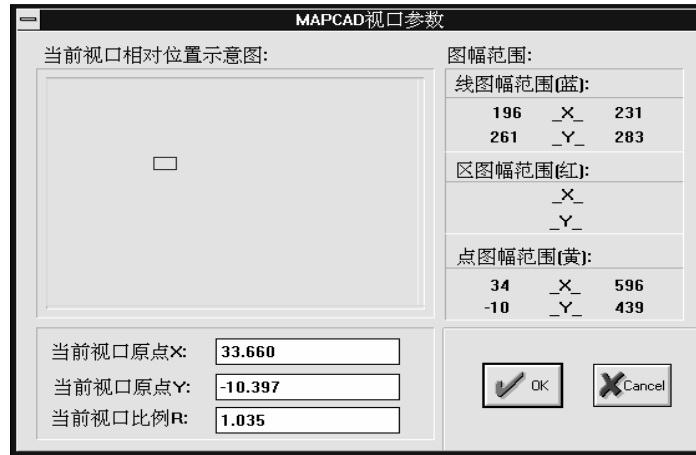 MAPCAD视口参数
当前视口相对位置示意图:
图幅范围:
线图幅范围(蓝):
196 _X_ 231
261 _Y_ 283
区图幅范围(红):
_X_
_Y_
点图幅范围(黄):
34 _X_ 596
-10 _Y_ 439
当前视口原点X: 33.660
当前视口原点Y: -10.397
当前视口比例R: 1.035
OK
Cancel